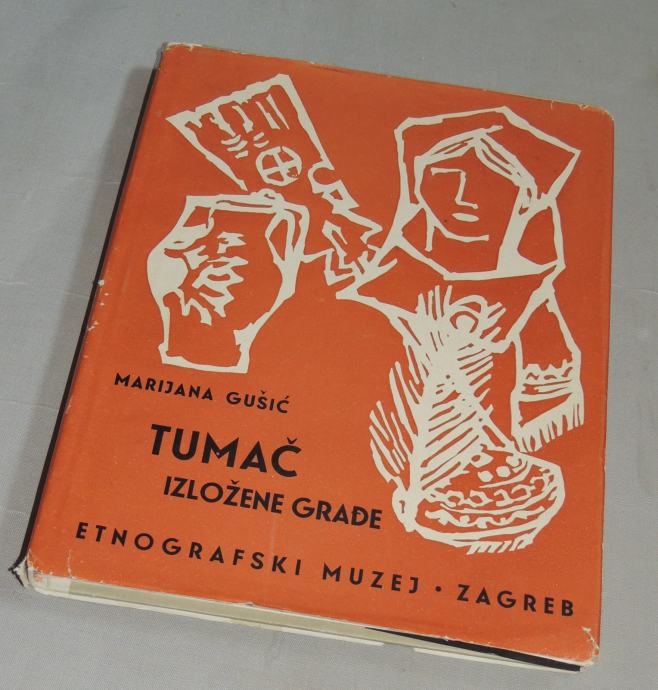 MARIJANA GUŠIĆ
TUMAČ
IZLOŽENE GRAĐE
ETNOGRAFSKI MUZEJ • ZAGREB